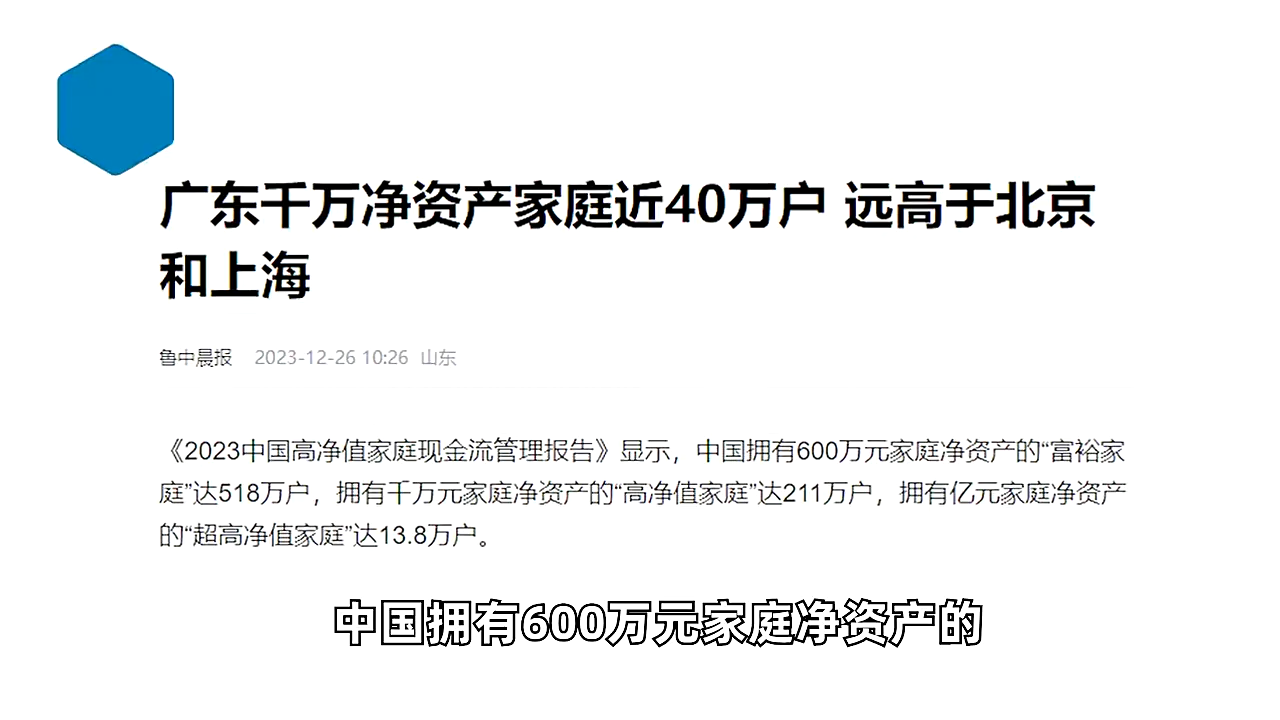 广东千万净资产家庭近40万户 远高于北京
和上海
鲁中晨报 2023-12-26 10:26 山东
《2023中国高净值家庭现金流管理报告》显示，中国拥有600万元家庭净资产的“富裕家
庭”达518万户，拥有千万元家庭净资产的“高净值家庭”达211万户，拥有亿元家庭净资产
的“超高净值家庭”达13.8万户。
中国拥有600万元家庭净资产的